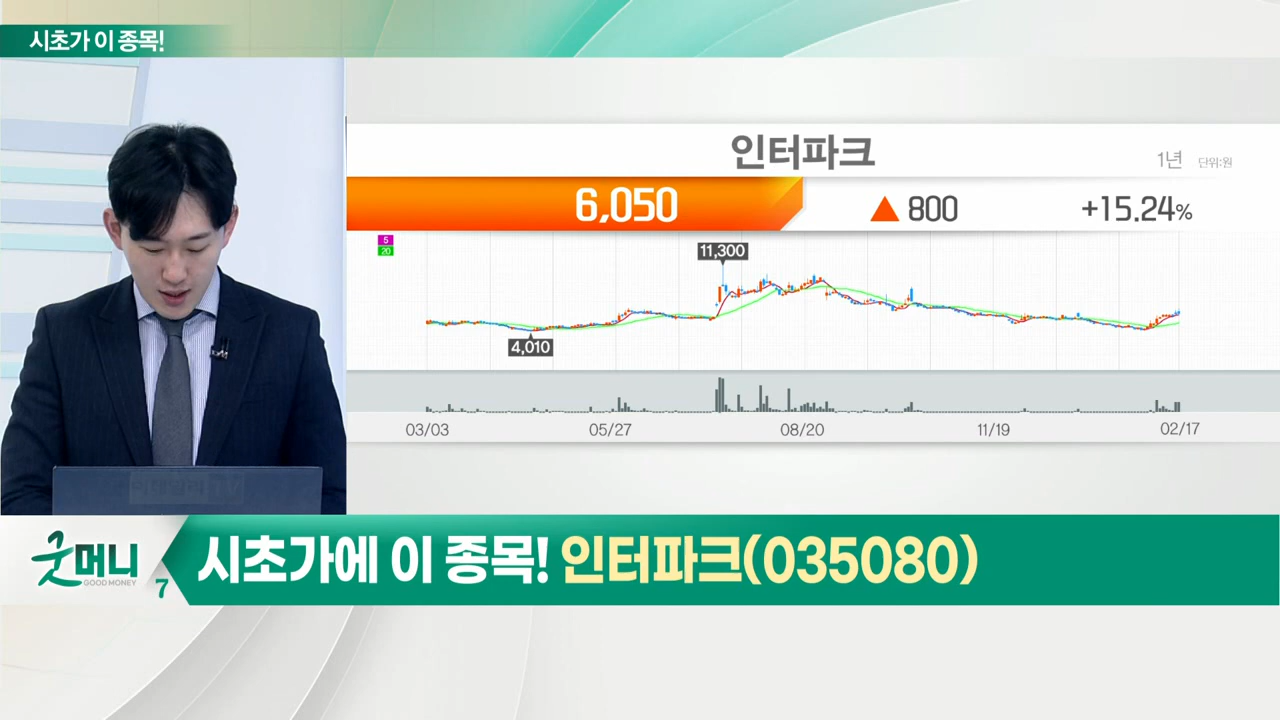 시초가 이 종목!
인터파크
1년 단위:원
6,050 ▲ 800 +15.24%
5
20
11,300
4,010
03/03 05/27 08/20 11/19 02/17
굿머니
GOOD MONEY
7
시초가에 이 종목! 인터파크(035080)